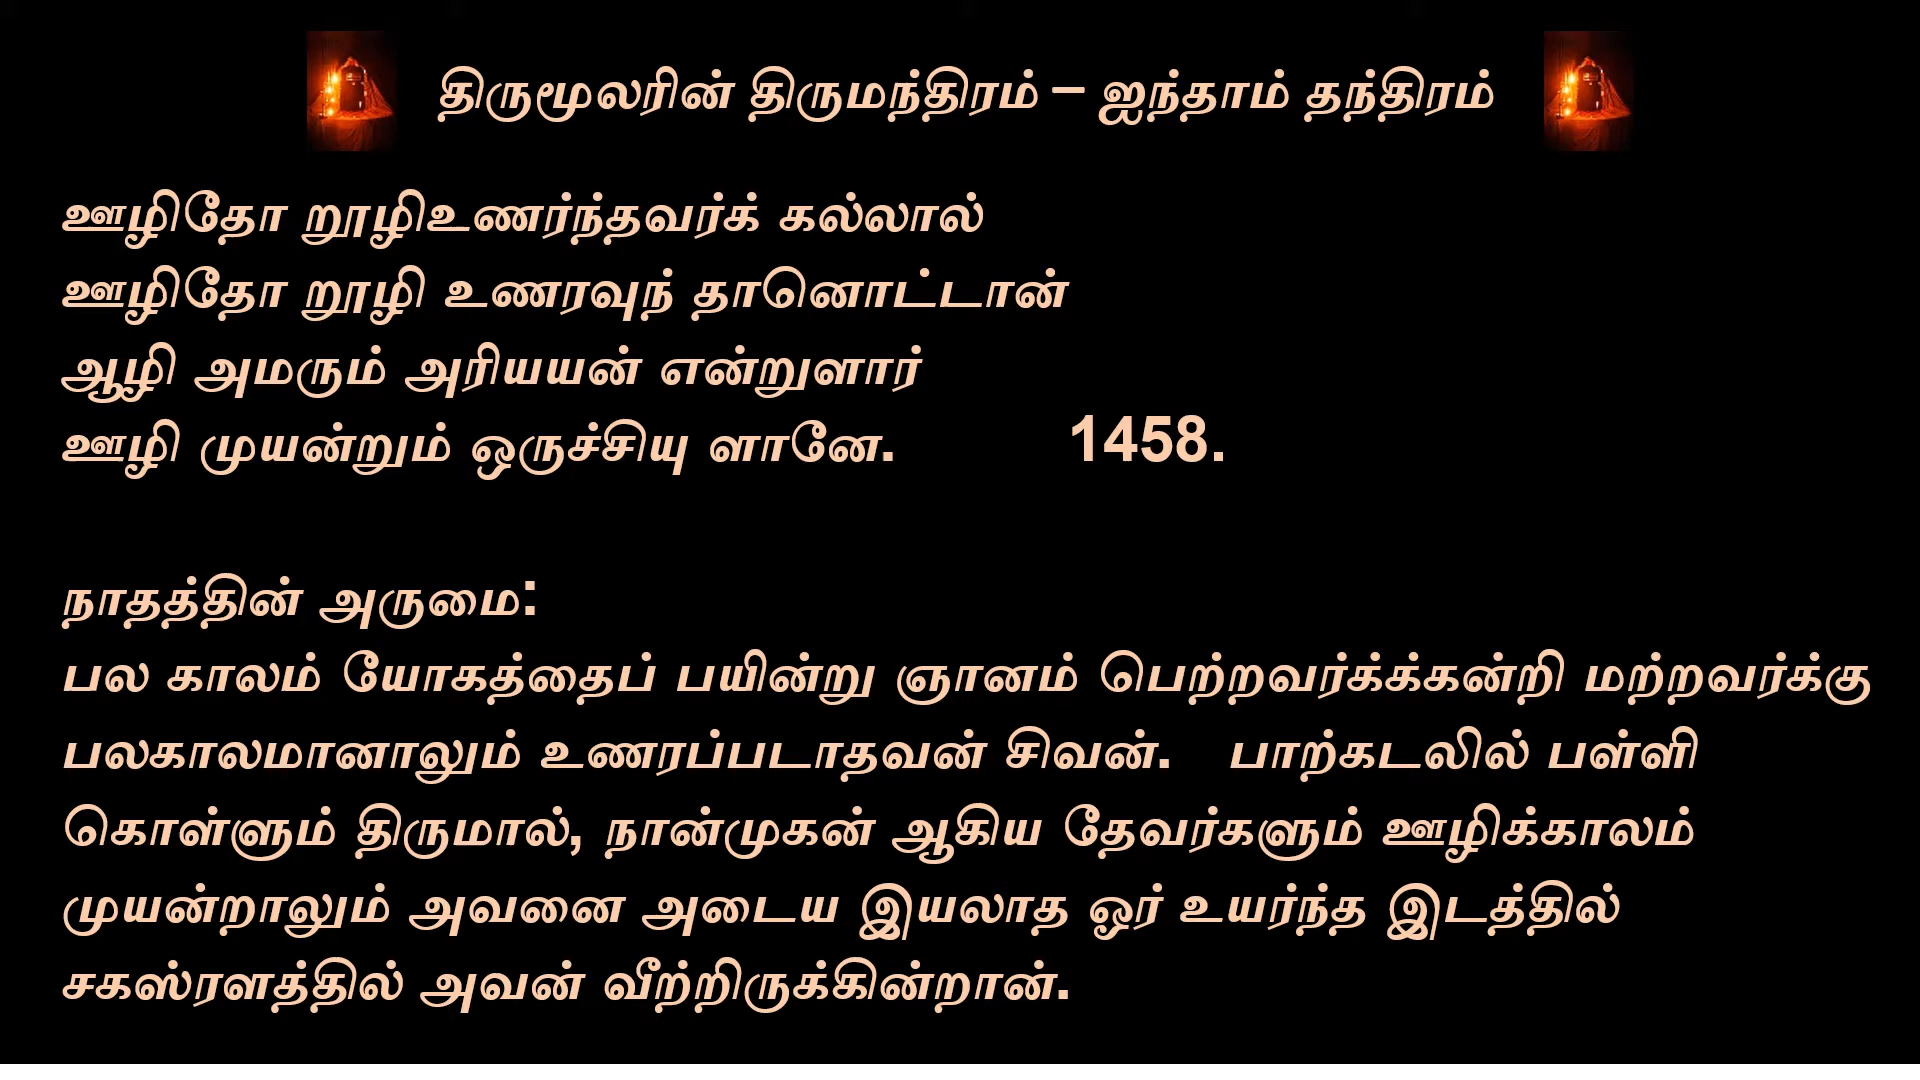 திருமூலரின் திருமந்திரம் – ஐந்தாம் தந்திரம்
ஊழிதோ றூழிஉணர்ந்தவர்க் கல்லால்
ஊழிதோ றூழி உணரவுந் தானொட்டான்
ஆழி அமரும் அரியயன் என்றுளார்
ஊழி முயன்றும் ஒருச்சியு ளானே. 1458.
நாதத்தின் அருமை:
பல காலம் யோகத்தைப் பயின்று ஞானம் பெற்றவர்க்க்கன்றி மற்றவர்க்கு
பலகாலமானாலும் உணரப்படாதவன் சிவன். பாற்கடலில் பள்ளி
கொள்ளும் திருமால், நான்முகன் ஆகிய தேவர்களும் ஊழிக்காலம்
முயன்றாலும் அவனை அடைய இயலாத ஓர் உயர்ந்த இடத்தில்
சகஸ்ரளத்தில் அவன் வீற்றிருக்கின்றான்.